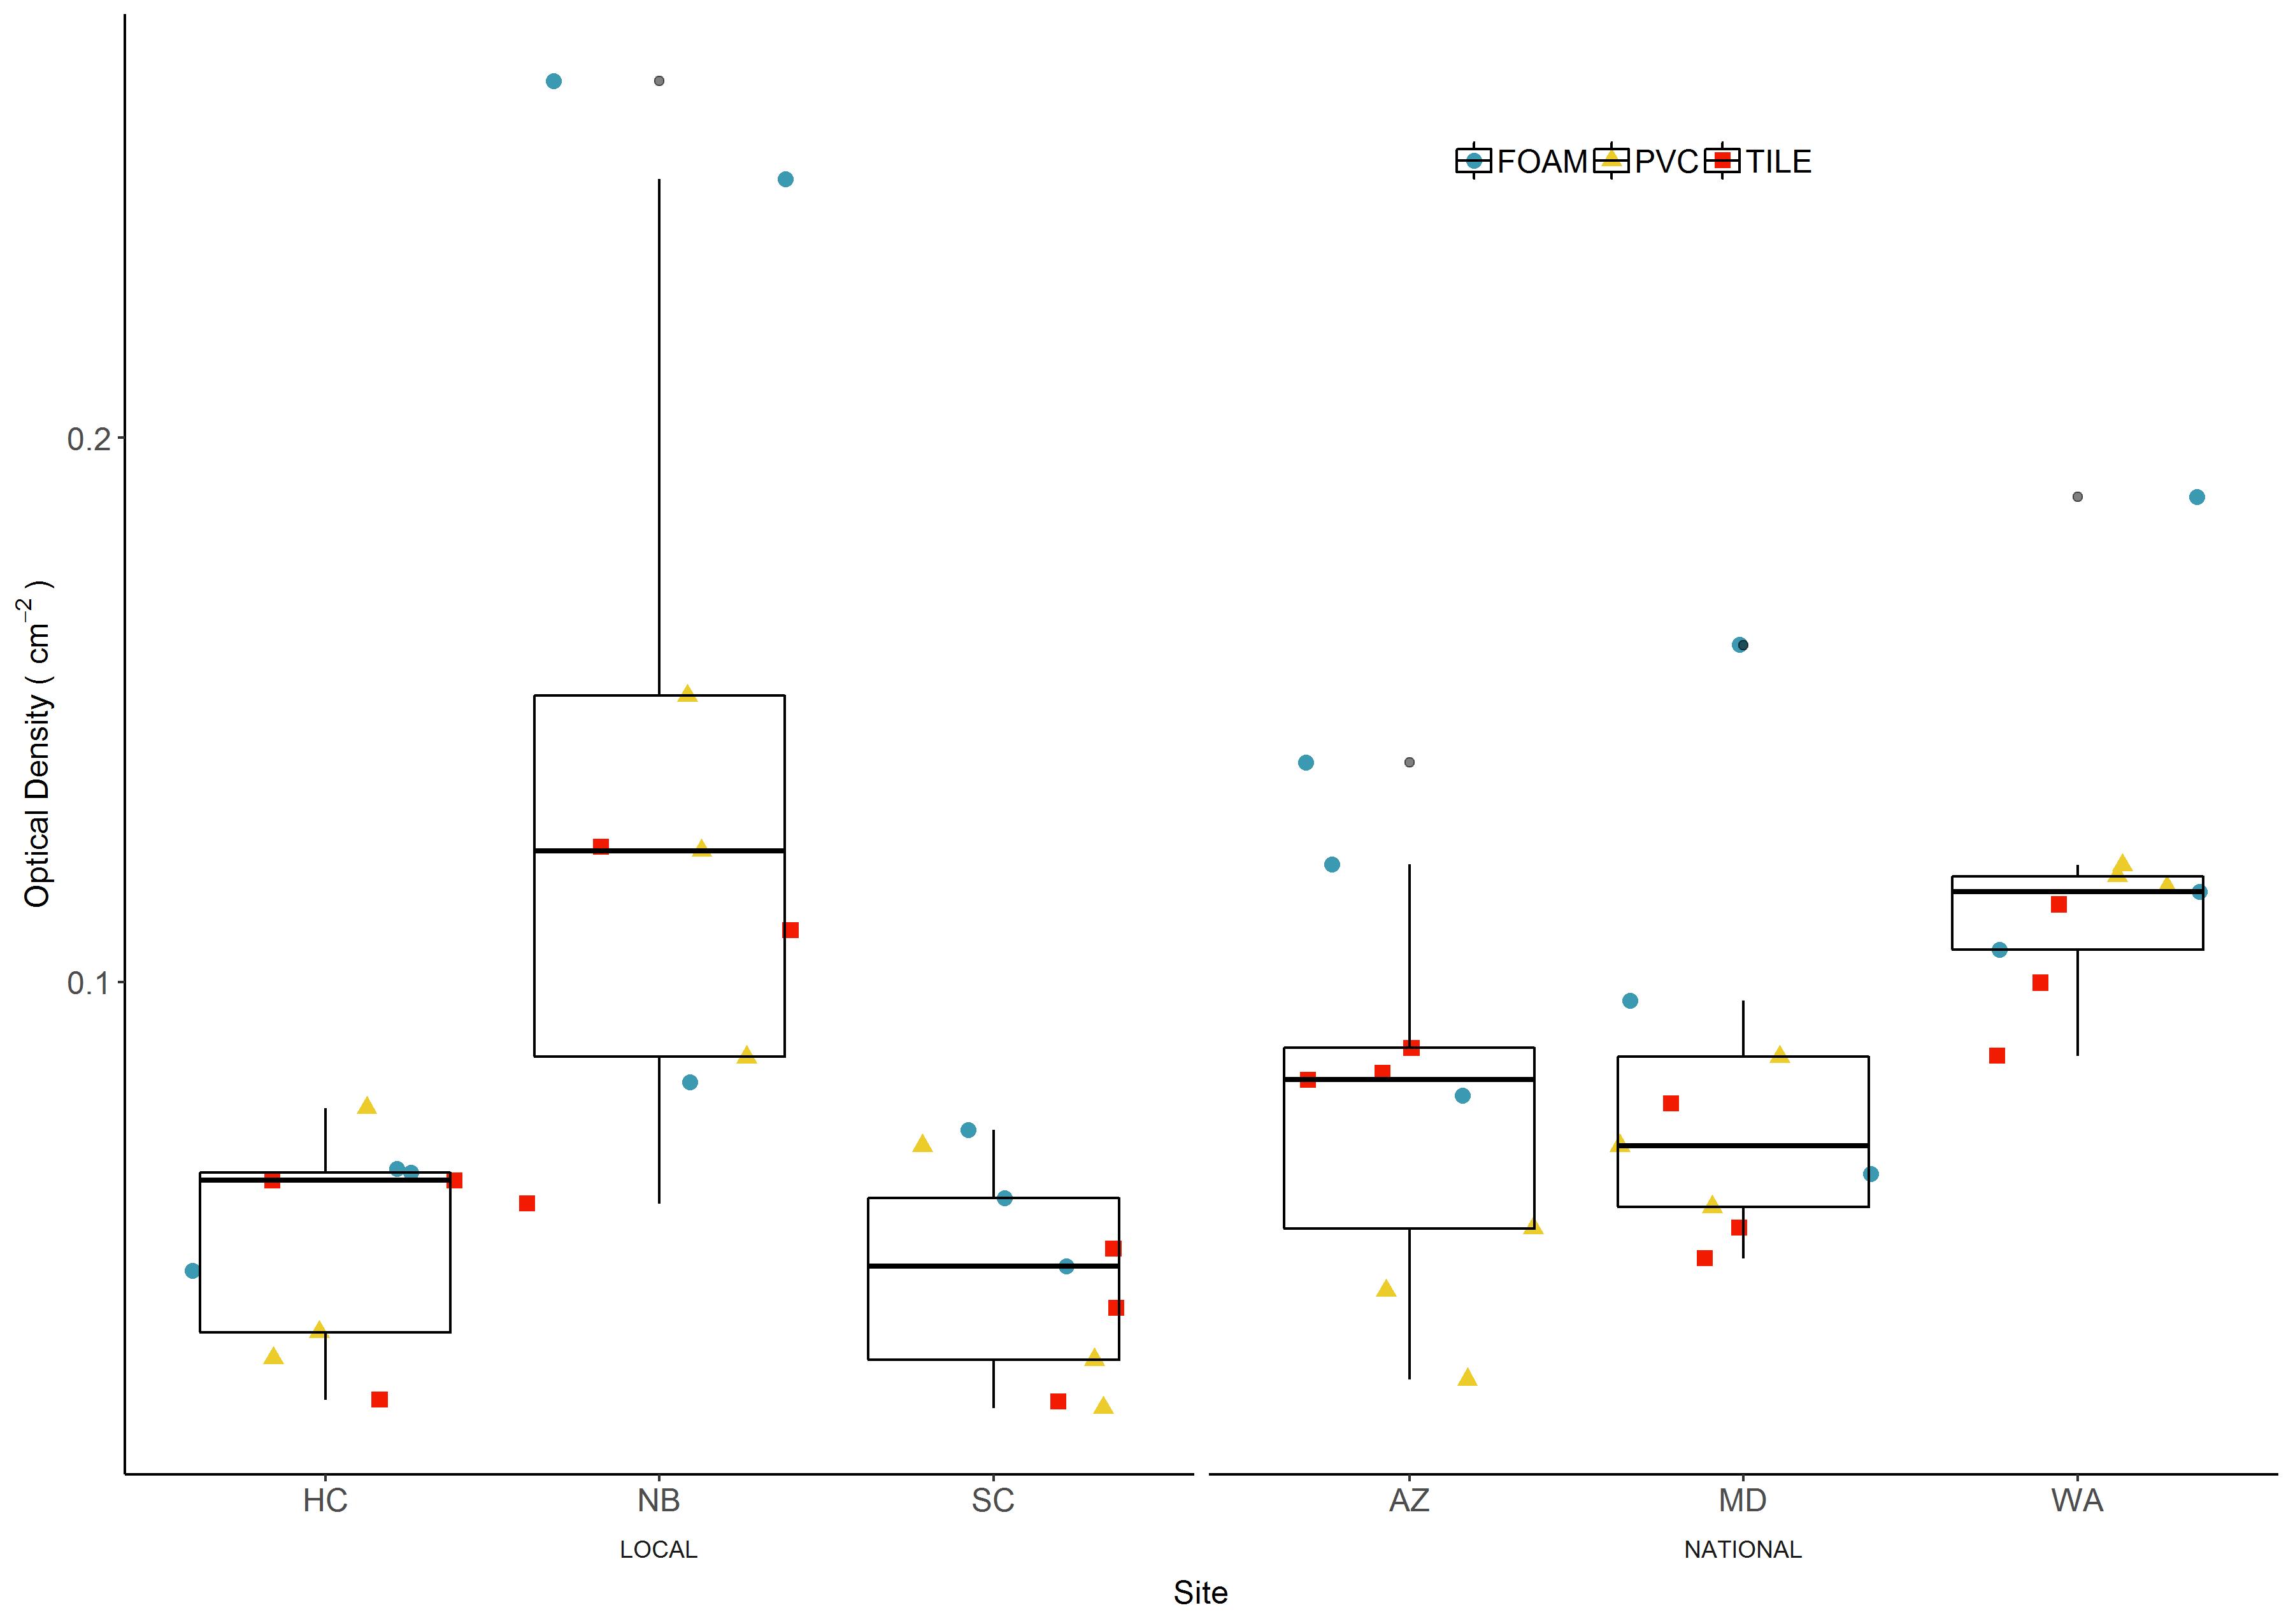 FOAM PVC TILE
0.2
0.1
Optical Density ( cm⁻² )
HC NB SC AZ MD WA
LOCAL NATIONAL
Site